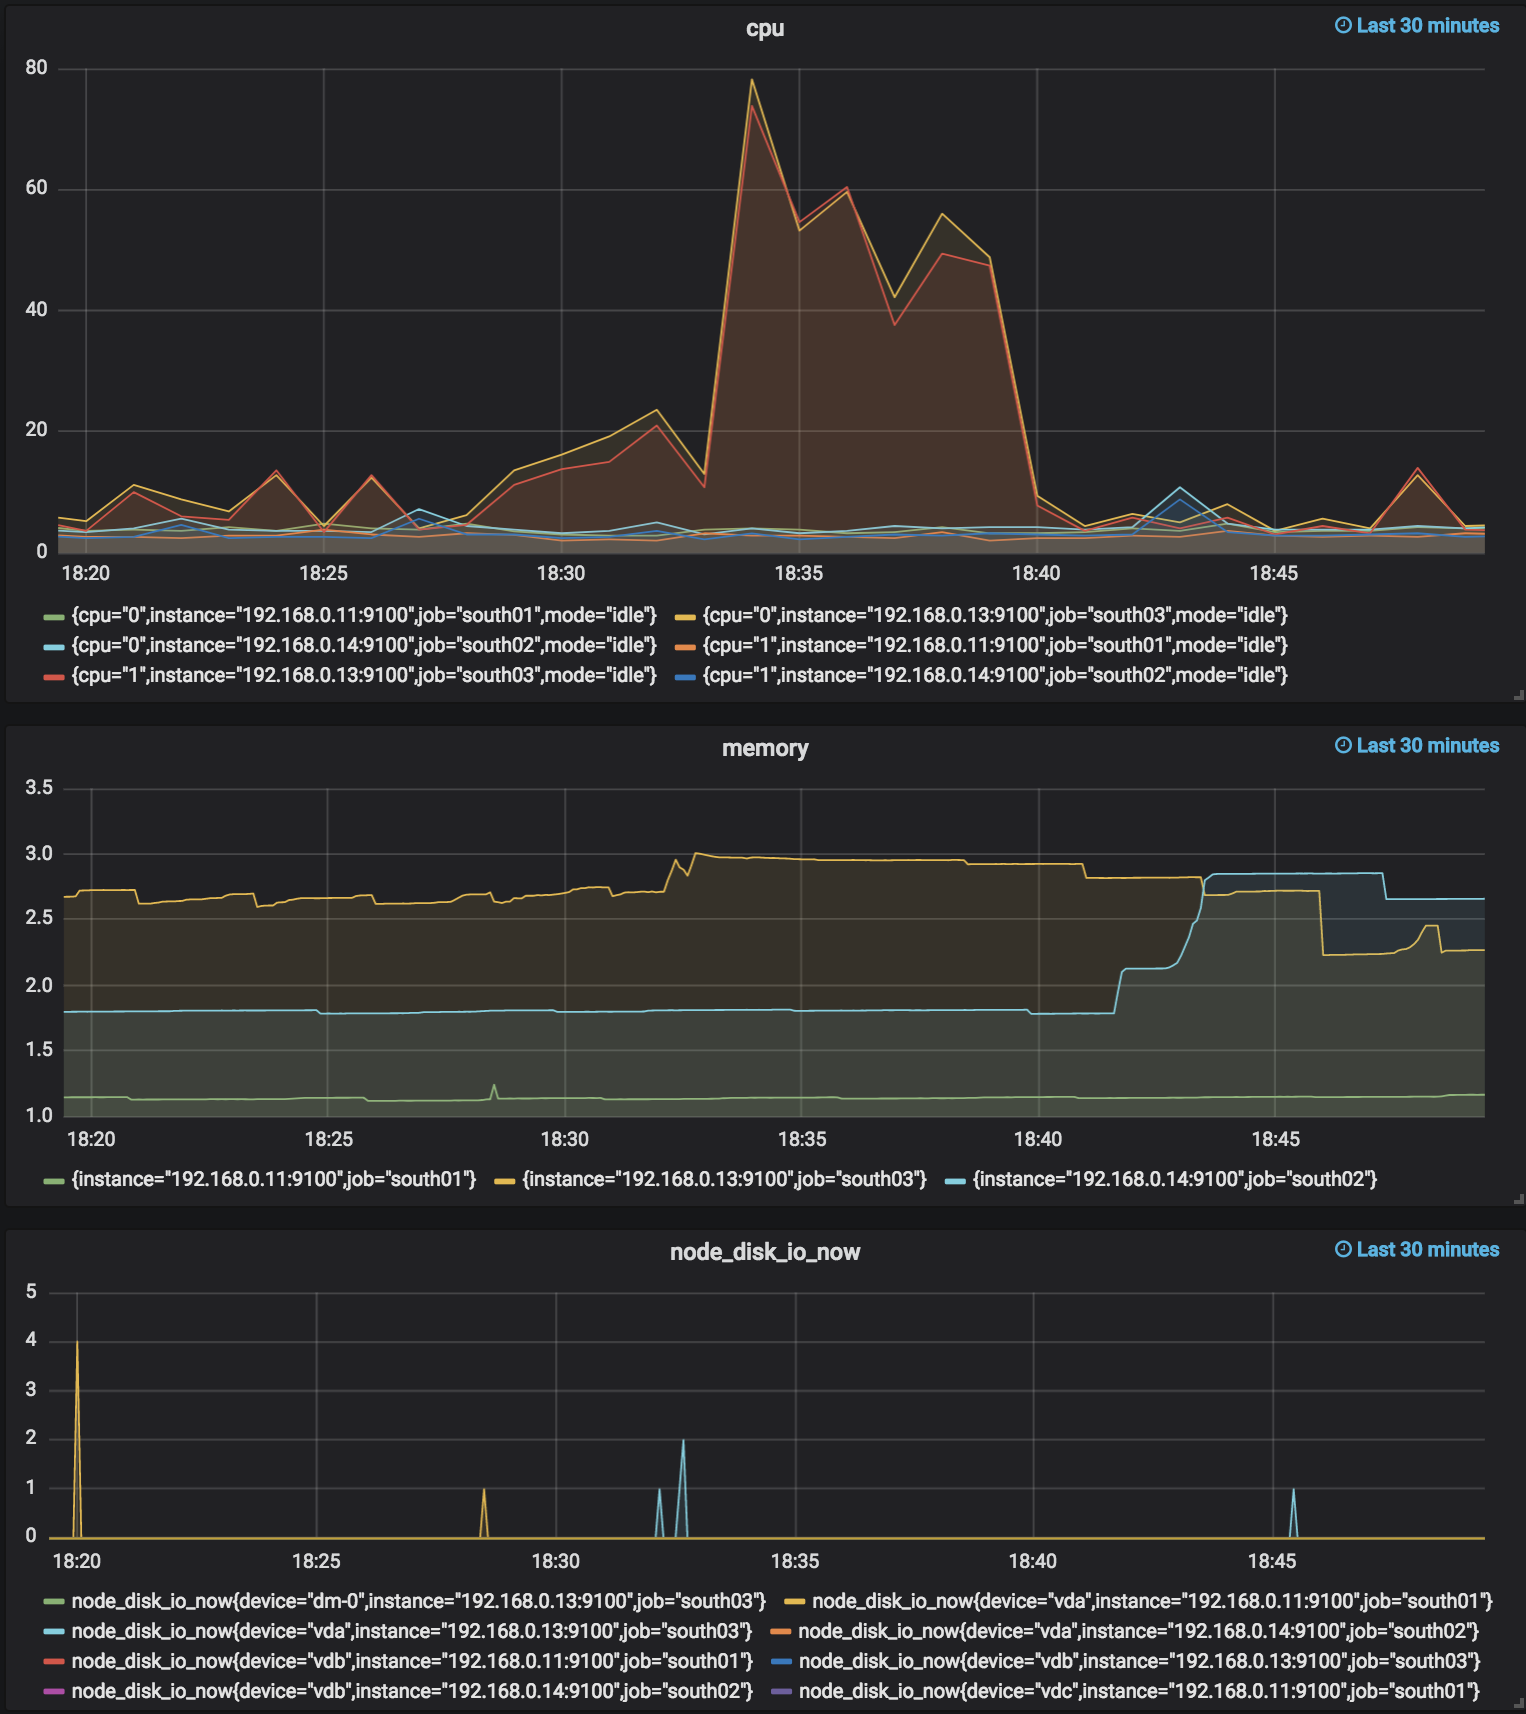 cpu
Last 30 minutes
80
60
40
20
0
18:20 18:25 18:30 18:35 18:40 18:45
{cpu="0",instance="192.168.0.11:9100",job="south01",mode="idle"} {cpu="0",instance="192.168.0.13:9100",job="south03",mode="idle"}
{cpu="0",instance="192.168.0.14:9100",job="south02",mode="idle"} {cpu="1",instance="192.168.0.11:9100",job="south01",mode="idle"}
{cpu="1",instance="192.168.0.13:9100",job="south03",mode="idle"} {cpu="1",instance="192.168.0.14:9100",job="south02",mode="idle"}
memory
Last 30 minutes
3.5
3.0
2.5
2.0
1.5
1.0
18:20 18:25 18:30 18:35 18:40 18:45
{instance="192.168.0.11:9100",job="south01"} {instance="192.168.0.13:9100",job="south03"} {instance="192.168.0.14:9100",job="south02"}
node_disk_io_now
Last 30 minutes
5
4
3
2
1
0
18:20 18:25 18:30 18:35 18:40 18:45
node_disk_io_now{device="dm-0",instance="192.168.0.13:9100",job="south03"} node_disk_io_now{device="vda",instance="192.168.0.11:9100",job="south01"}
node_disk_io_now{device="vda",instance="192.168.0.13:9100",job="south03"} node_disk_io_now{device="vda",instance="192.168.0.14:9100",job="south02"}
node_disk_io_now{device="vdb",instance="192.168.0.11:9100",job="south01"} node_disk_io_now{device="vdb",instance="192.168.0.13:9100",job="south03"}
node_disk_io_now{device="vdb",instance="192.168.0.14:9100",job="south02"} node_disk_io_now{device="vdc",instance="192.168.0.11:9100",job="south01"}